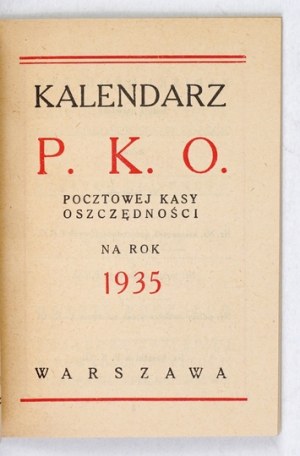 KALENDARZ
P. K. O.
POCZTOWEJ KASY
OSZCZĘDNOŚCI
NA ROK
1935
WARSZAWA